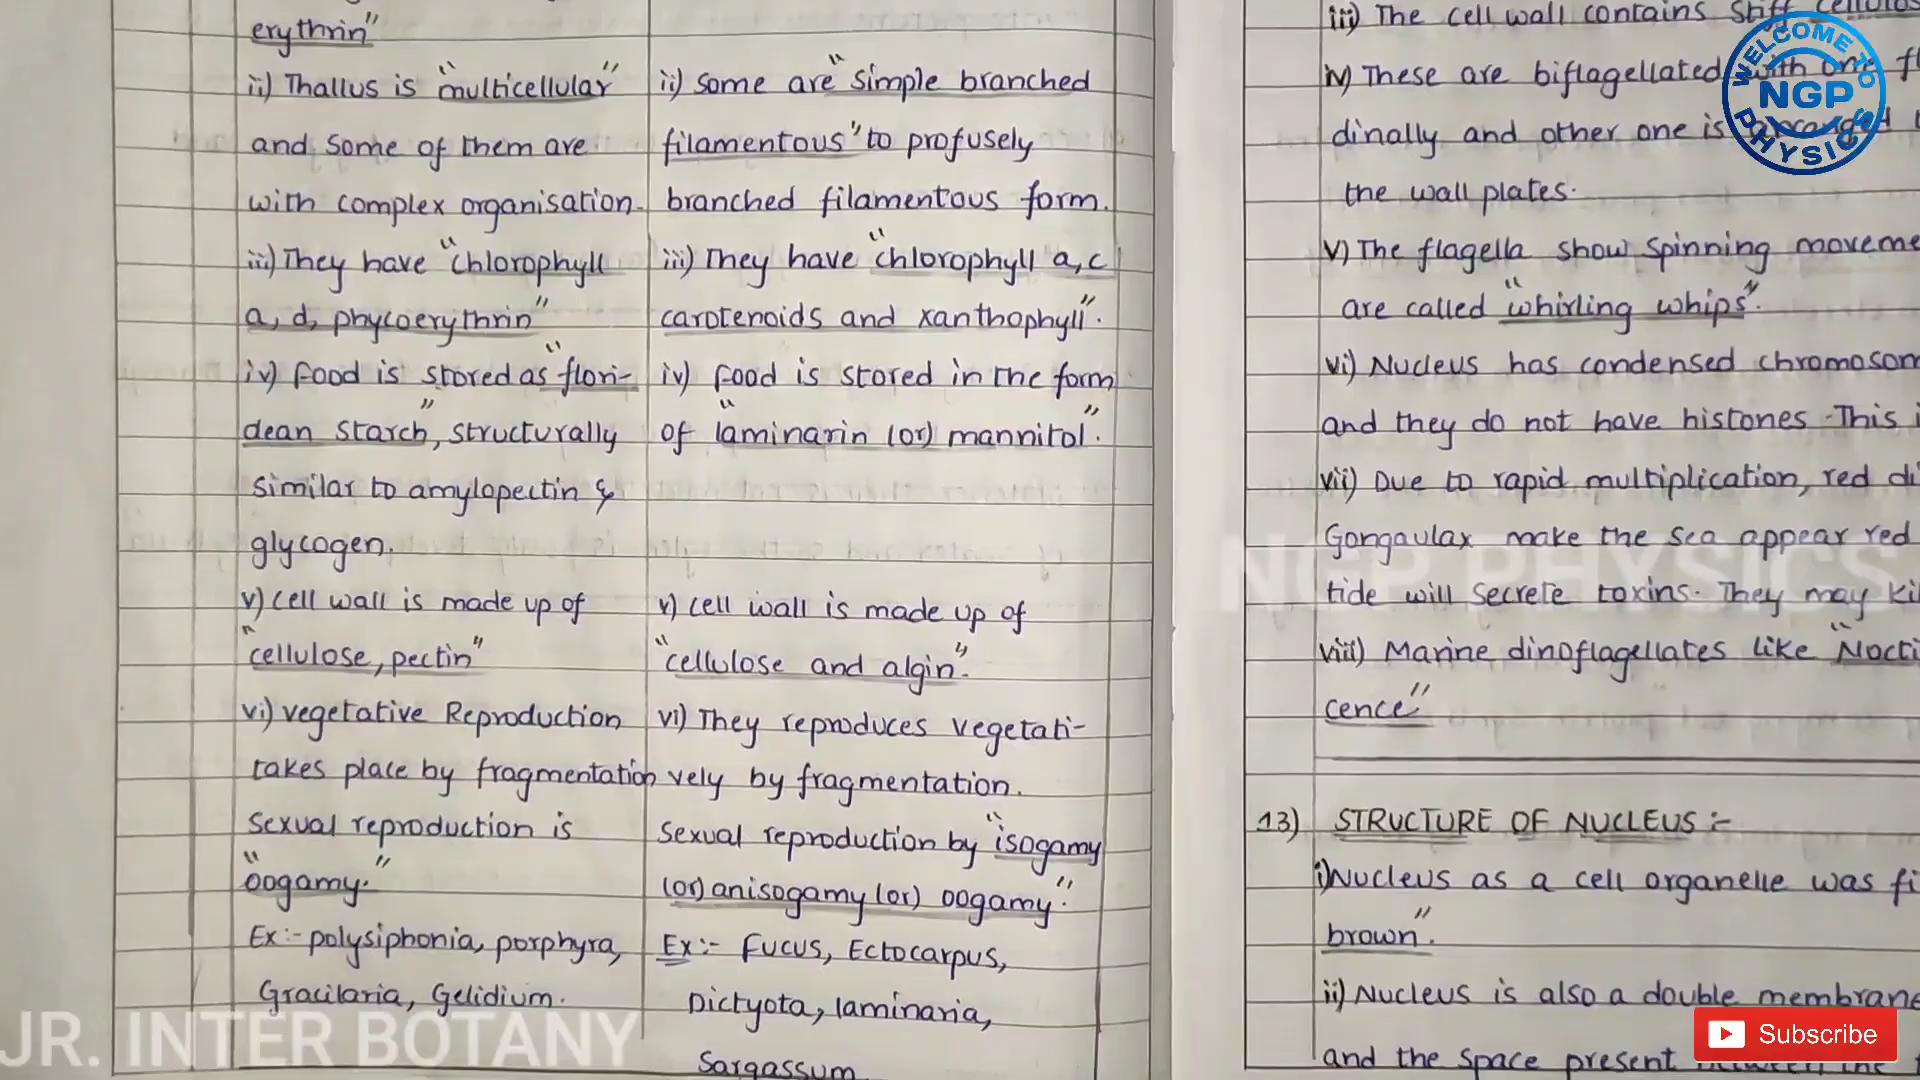 erythrin"
ii) Thallus is "multicellular"
and some of them are
with complex organisation.
iii) They have "chlorophyll
a, d, phycoerythrin"
iv) Food is stored as "flori-
dean starch", structurally
similar to amylopectin &
glycogen.
v) cell wall is made up of
"cellulose, pectin"
vi) vegetative Reproduction
takes place by fragmentation
Sexual reproduction is
"oogamy."
Ex:- polysiphonia, porphyra,
Gracilaria, Gelidium.
ii) Some are "simple branched
filamentous" to profusely
branched filamentous form.
iii) They have "chlorophyll a, c
carotenoids and xanthophyll".
iv) Food is stored in the form
of "laminarin (or) mannitol".
v) cell wall is made up of
"cellulose and algin".
vi) They reproduces vegetati-
vely by fragmentation.
Sexual reproduction by "isogamy
(or) anisogamy (or) oogamy".
Ex:- Fucus, Ectocarpus,
Dictyota, laminaria,
Sargassum
iii) The cell wall contains stiff
iv) These are biflagellated with one
dinally and other one is
the wall plates.
v) The flagella show spinning
are called "whirling whips".
vi) Nucleus has condensed
and they do not have histones. This
vii) Due to rapid multiplication, red
Gongaulax make the sea appear red
tide will secrete toxins. They may
viii) Marine dinoflagellates like
cence"
13) STRUCTURE OF NUCLEUS :-
i) Nucleus as a cell organelle was
brown".
ii) Nucleus is also a double
and the space present
WELCOME TO
NGP
PHYSICS
NGP PHYSICS
JR. INTER BOTANY
Subscribe